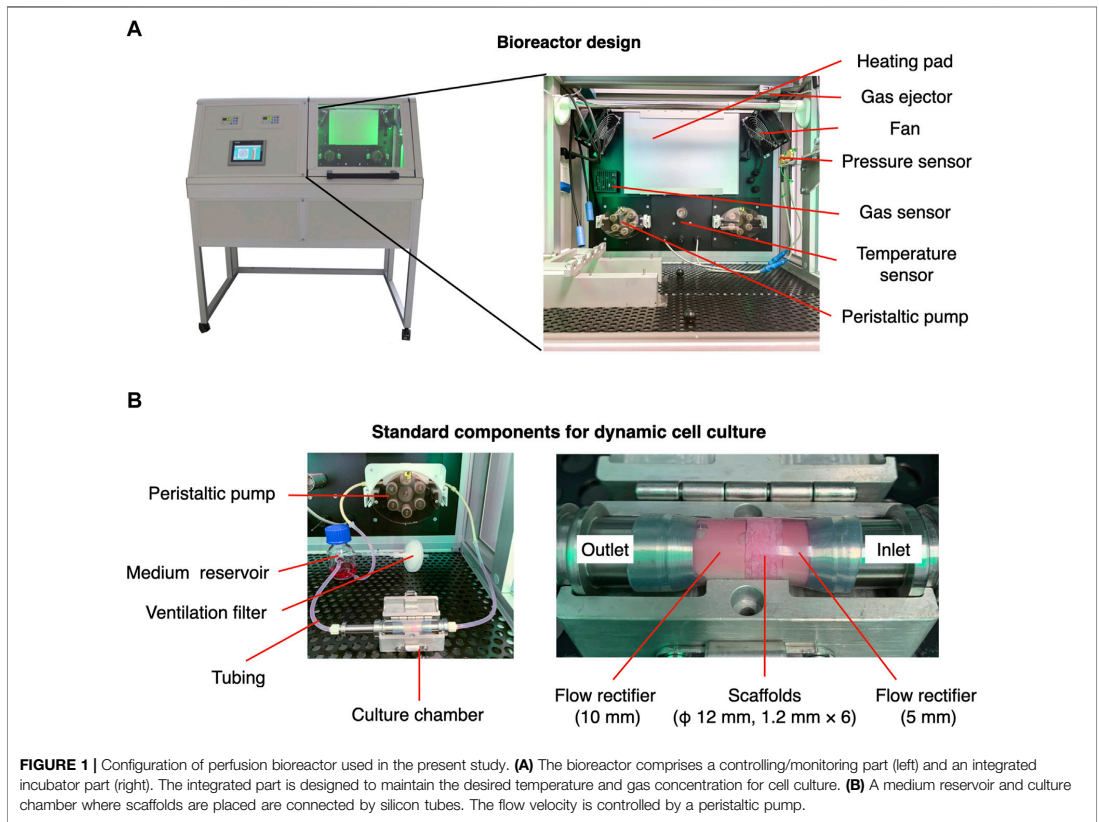 A
Bioreactor design
Heating pad
Gas ejector
Fan
Pressure sensor
Gas sensor
Temperature
sensor
Peristaltic pump
B
Standard components for dynamic cell culture
Peristaltic pump
Medium reservoir
Ventilation filter
Tubing
Culture chamber
Outlet
Inlet
Flow rectifier
(10 mm)
Scaffolds
(ϕ 12 mm, 1.2 mm × 6)
Flow rectifier
(5 mm)
FIGURE 1 | Configuration of perfusion bioreactor used in the present study. (A) The bioreactor comprises a controlling/monitoring part (left) and an integrated
incubator part (right). The integrated part is designed to maintain the desired temperature and gas concentration for cell culture. (B) A medium reservoir and culture
chamber where scaffolds are placed are connected by silicon tubes. The flow velocity is controlled by a peristaltic pump.